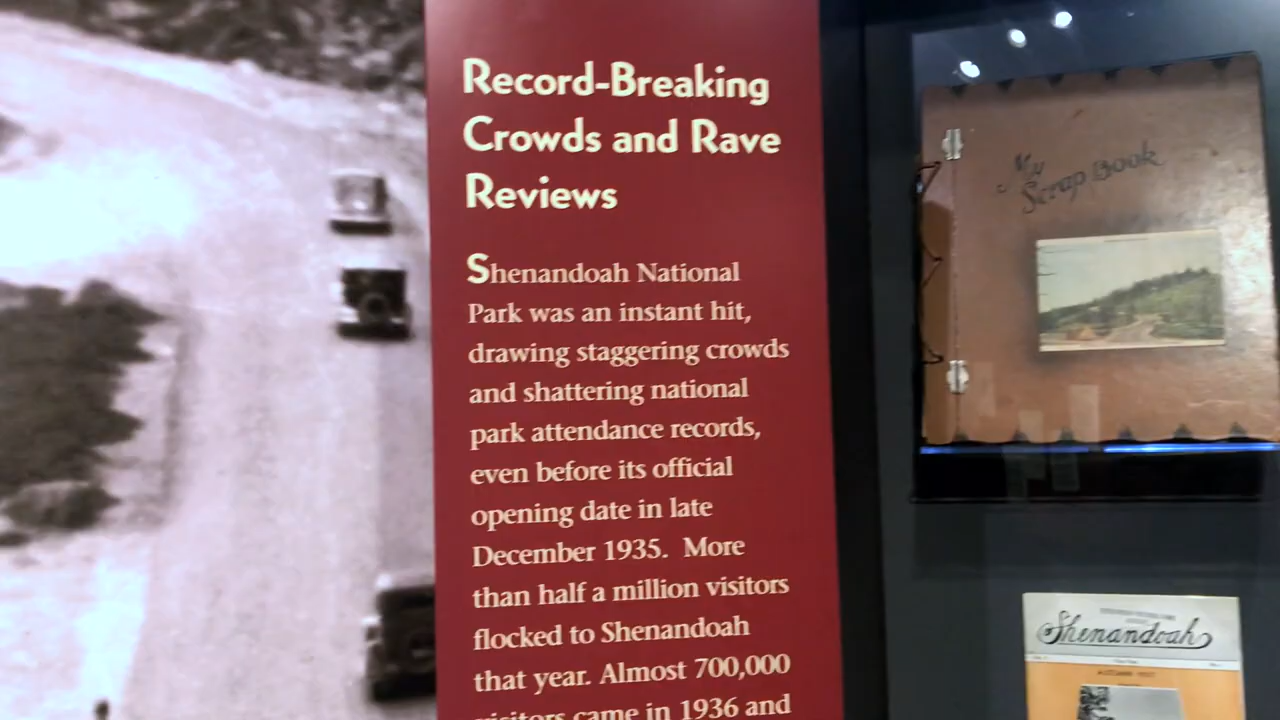 Record-Breaking
Crowds and Rave
Reviews
Shenandoah National
Park was an instant hit,
drawing staggering crowds
and shattering national
park attendance records,
even before its official
opening date in late
December 1935.  More
than half a million visitors
flocked to Shenandoah
that year. Almost 700,000
visitors came in 1936 and
My
Scrap Book
Shenandoah